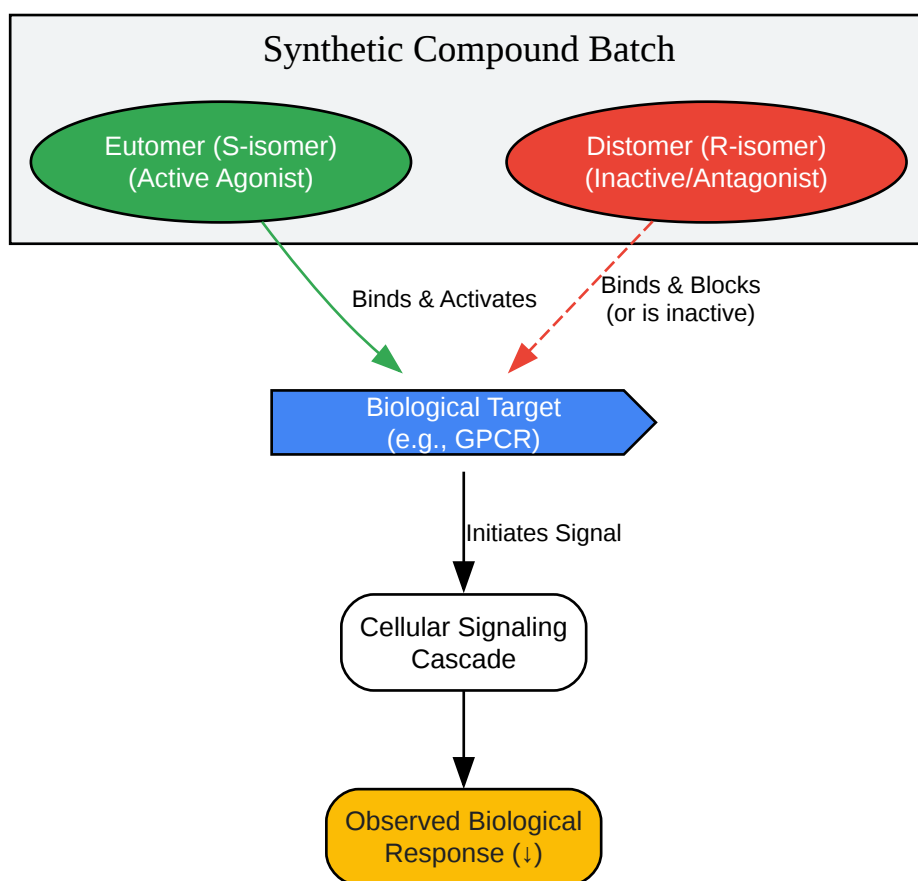 Synthetic Compound Batch
Eutomer (S-isomer)
(Active Agonist)
Distomer (R-isomer)
(Inactive/Antagonist)
Binds & Activates
Binds & Blocks
(or is inactive)
Biological Target
(e.g., GPCR)
Initiates Signal
Cellular Signaling
Cascade
Observed Biological
Response (↓)